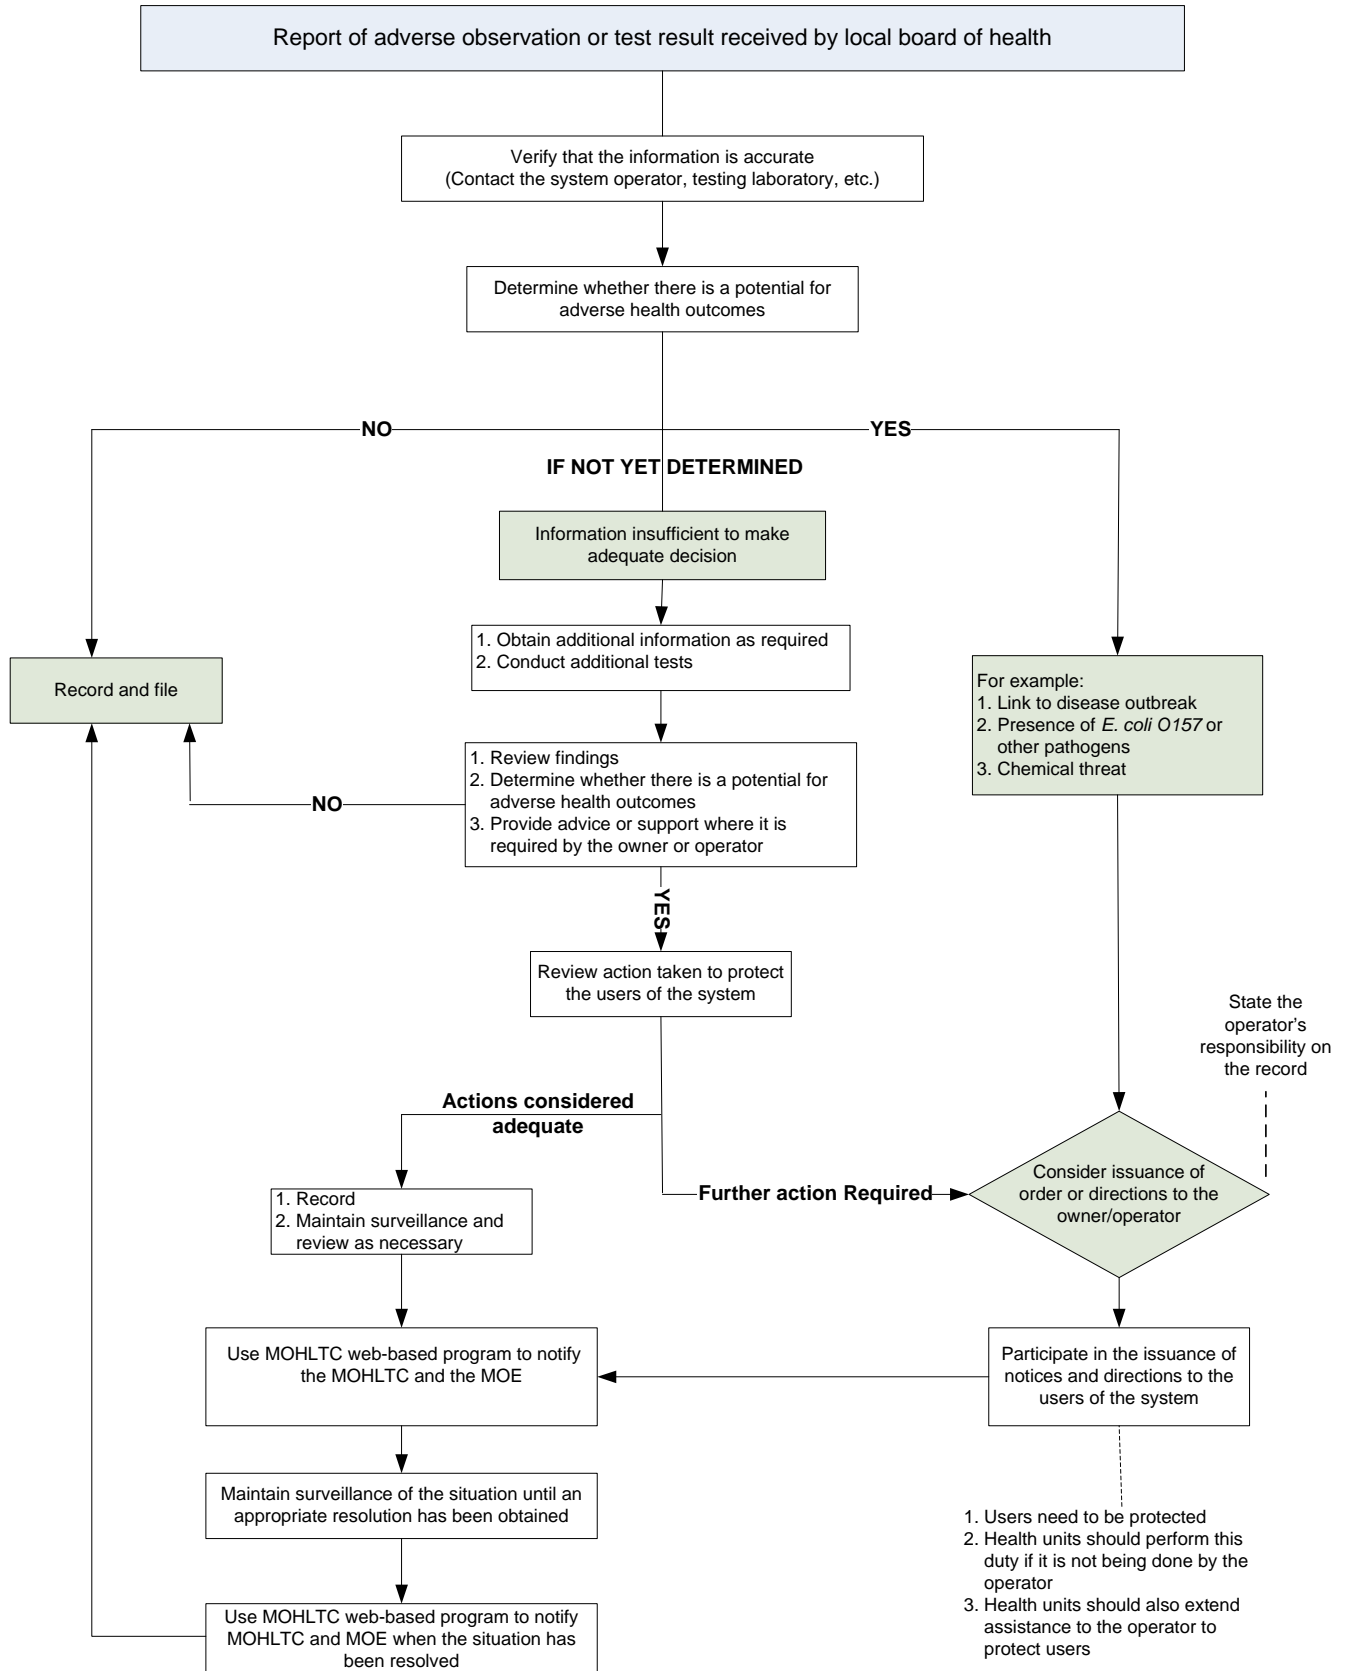 Report of adverse observation or test result received by local board of health
Verify that the information is accurate
(Contact the system operator, testing laboratory, etc.)
Determine whether there is a potential for
adverse health outcomes
NO
YES
IF NOT YET DETERMINED
Information insufficient to make
adequate decision
1. Obtain additional information as required
2. Conduct additional tests
Record and file
For example:
1. Link to disease outbreak
2. Presence of E. coli O157 or
other pathogens
3. Chemical threat
1. Review findings
2. Determine whether there is a potential for
adverse health outcomes
3. Provide advice or support where it is
required by the owner or operator
NO
YES
Review action taken to protect
the users of the system
State the
operator's
responsibility on
the record
Actions considered
adequate
Further action Required
Consider issuance of
order or directions to the
owner/operator
1. Record
2. Maintain surveillance and
review as necessary
Use MOHLTC web-based program to notify
the MOHLTC and the MOE
Participate in the issuance of
notices and directions to the
users of the system
Maintain surveillance of the situation until an
appropriate resolution has been obtained
1. Users need to be protected
2. Health units should perform this
duty if it is not being done by the
operator
3. Health units should also extend
assistance to the operator to
protect users
Use MOHLTC web-based program to notify
MOHLTC and MOE when the situation has
been resolved